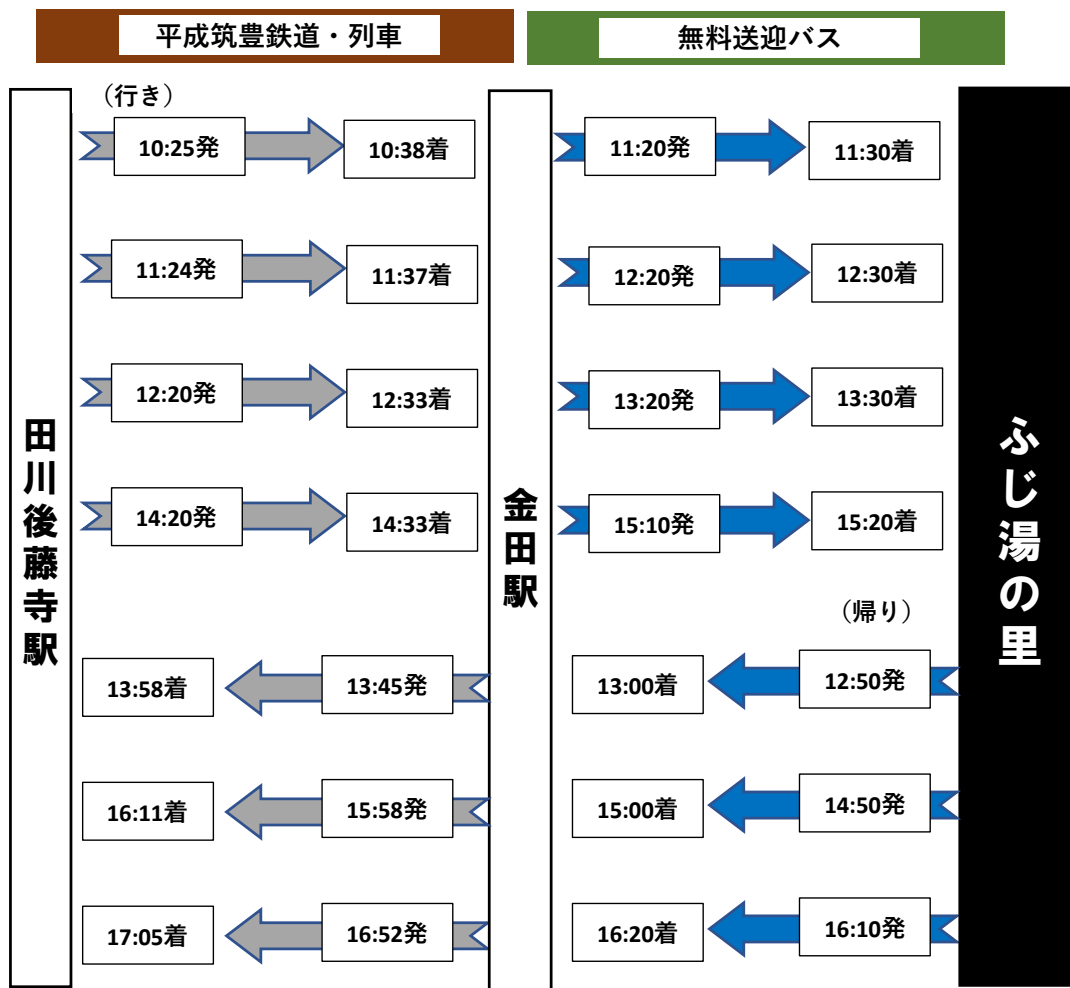 平成筑豊鉄道・列車
無料送迎バス
（行き）
10:25発
10:38着
11:20発
11:30着
11:24発
11:37着
12:20発
12:30着
12:20発
12:33着
13:20発
13:30着
14:20発
14:33着
15:10発
15:20着
田川後藤寺駅
金田駅
ふじ湯の里
（帰り）
13:58着
13:45発
13:00着
12:50発
16:11着
15:58発
15:00着
14:50発
17:05着
16:52発
16:20着
16:10発